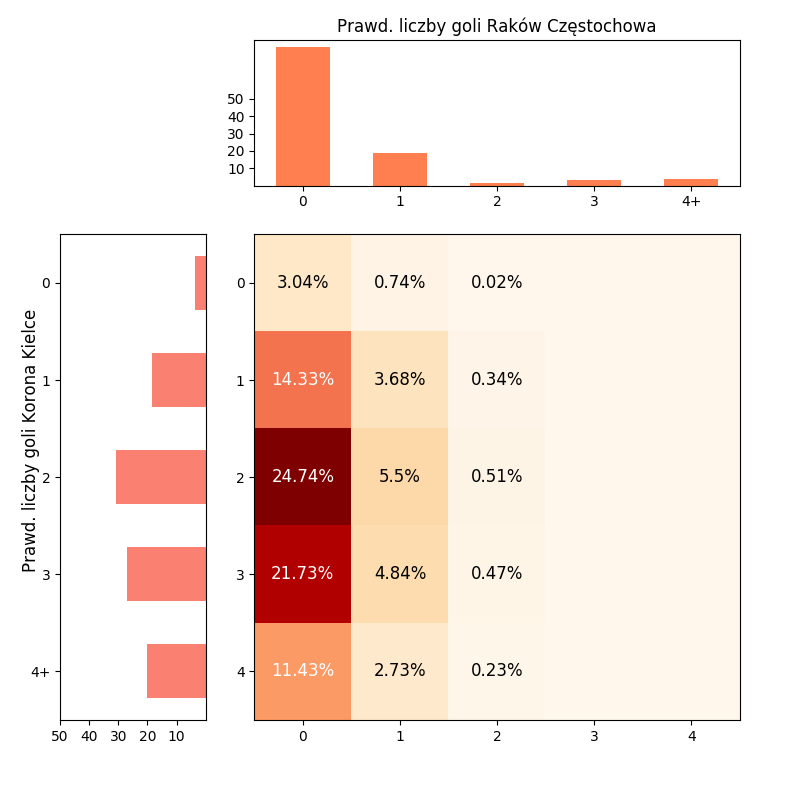 Prawd. liczby goli Raków Częstochowa
50
40
30
20
10
0 1 2 3 4+
Prawd. liczby goli Korona Kielce
0
1
2
3
4+
50 40 30 20 10
0 3.04% 0.74% 0.02%
1 14.33% 3.68% 0.34%
2 24.74% 5.5% 0.51%
3 21.73% 4.84% 0.47%
4 11.43% 2.73% 0.23%
0 1 2 3 4